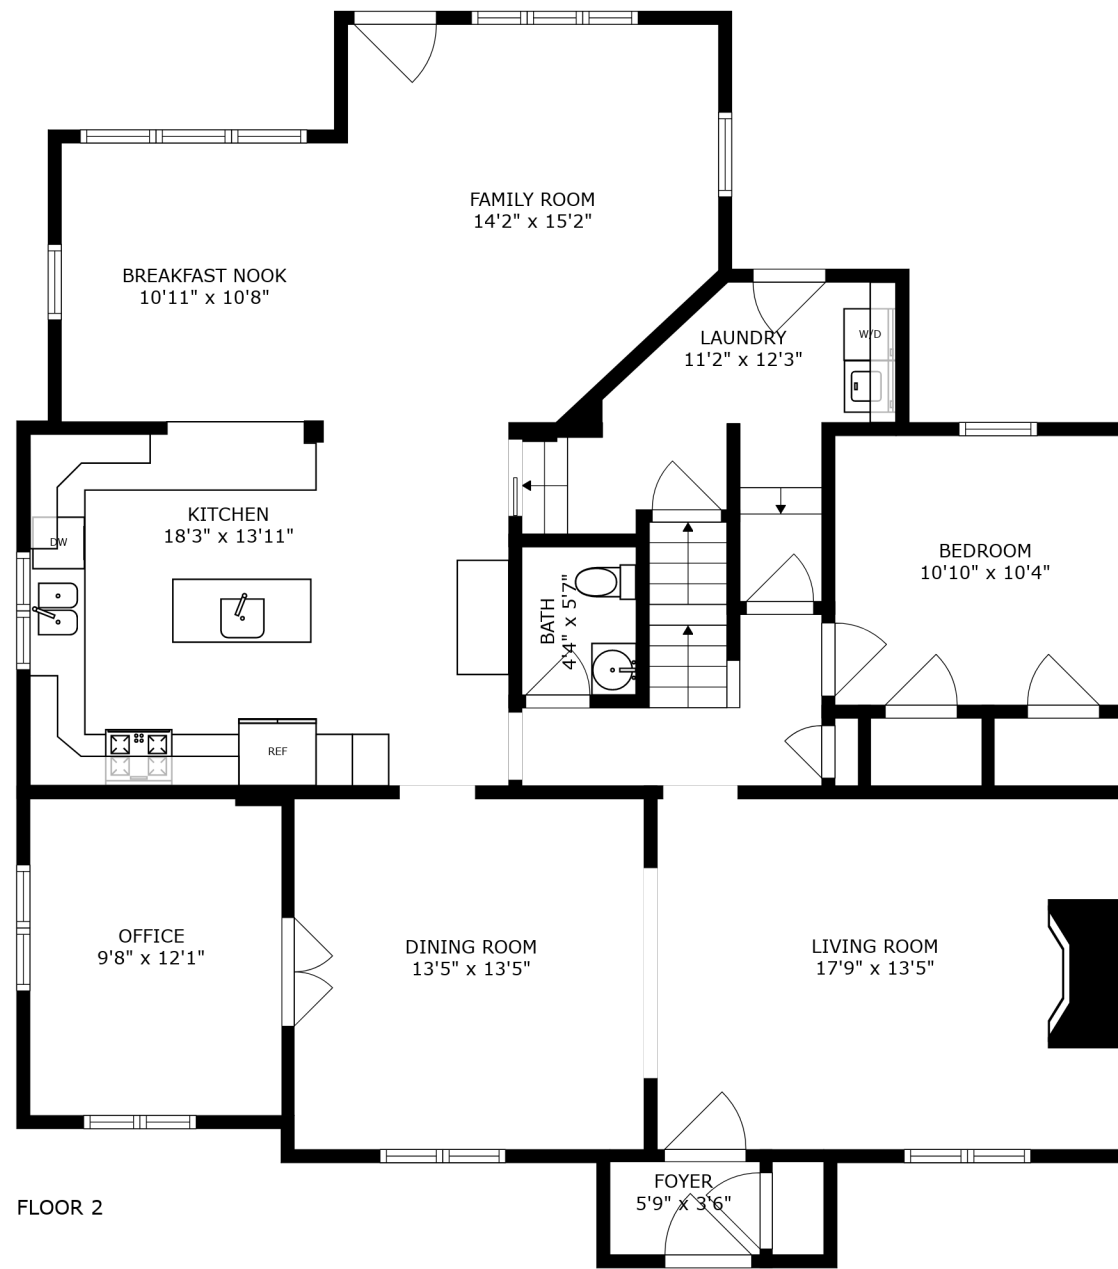 FAMILY ROOM
14'2" x 15'2"
BREAKFAST NOOK
10'11" x 10'8"
LAUNDRY
11'2" x 12'3"
W/D
KITCHEN
18'3" x 13'11"
DW
BEDROOM
10'10" x 10'4"
BATH
4'4" x 5'7"
REF
OFFICE
9'8" x 12'1"
DINING ROOM
13'5" x 13'5"
LIVING ROOM
17'9" x 13'5"
FOYER
5'9" x 3'6"
FLOOR 2